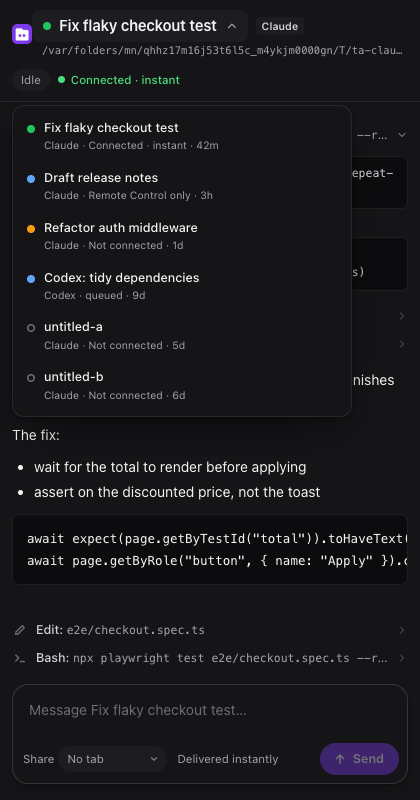 Fix flaky checkout test
Claude
/var/folders/mn/qhhz17m16j53t6l5c_m4ykjm0000gn/T/ta-clau…
Idle
Connected · instant
Fix flaky checkout test
Claude · Connected · instant · 42m
Draft release notes
Claude · Remote Control only · 3h
Refactor auth middleware
Claude · Not connected · 1d
Codex: tidy dependencies
Codex · queued · 9d
untitled-a
Claude · Not connected · 5d
untitled-b
Claude · Not connected · 6d
--r…
epeat-
s)
nishes
The fix:
• wait for the total to render before applying
• assert on the discounted price, not the toast
await expect(page.getByTestId("total")).toHaveText(
await page.getByRole("button", { name: "Apply" }).c
Edit: e2e/checkout.spec.ts
Bash: npx playwright test e2e/checkout.spec.ts --r…
Message Fix flaky checkout test…
Share No tab Delivered instantly Send